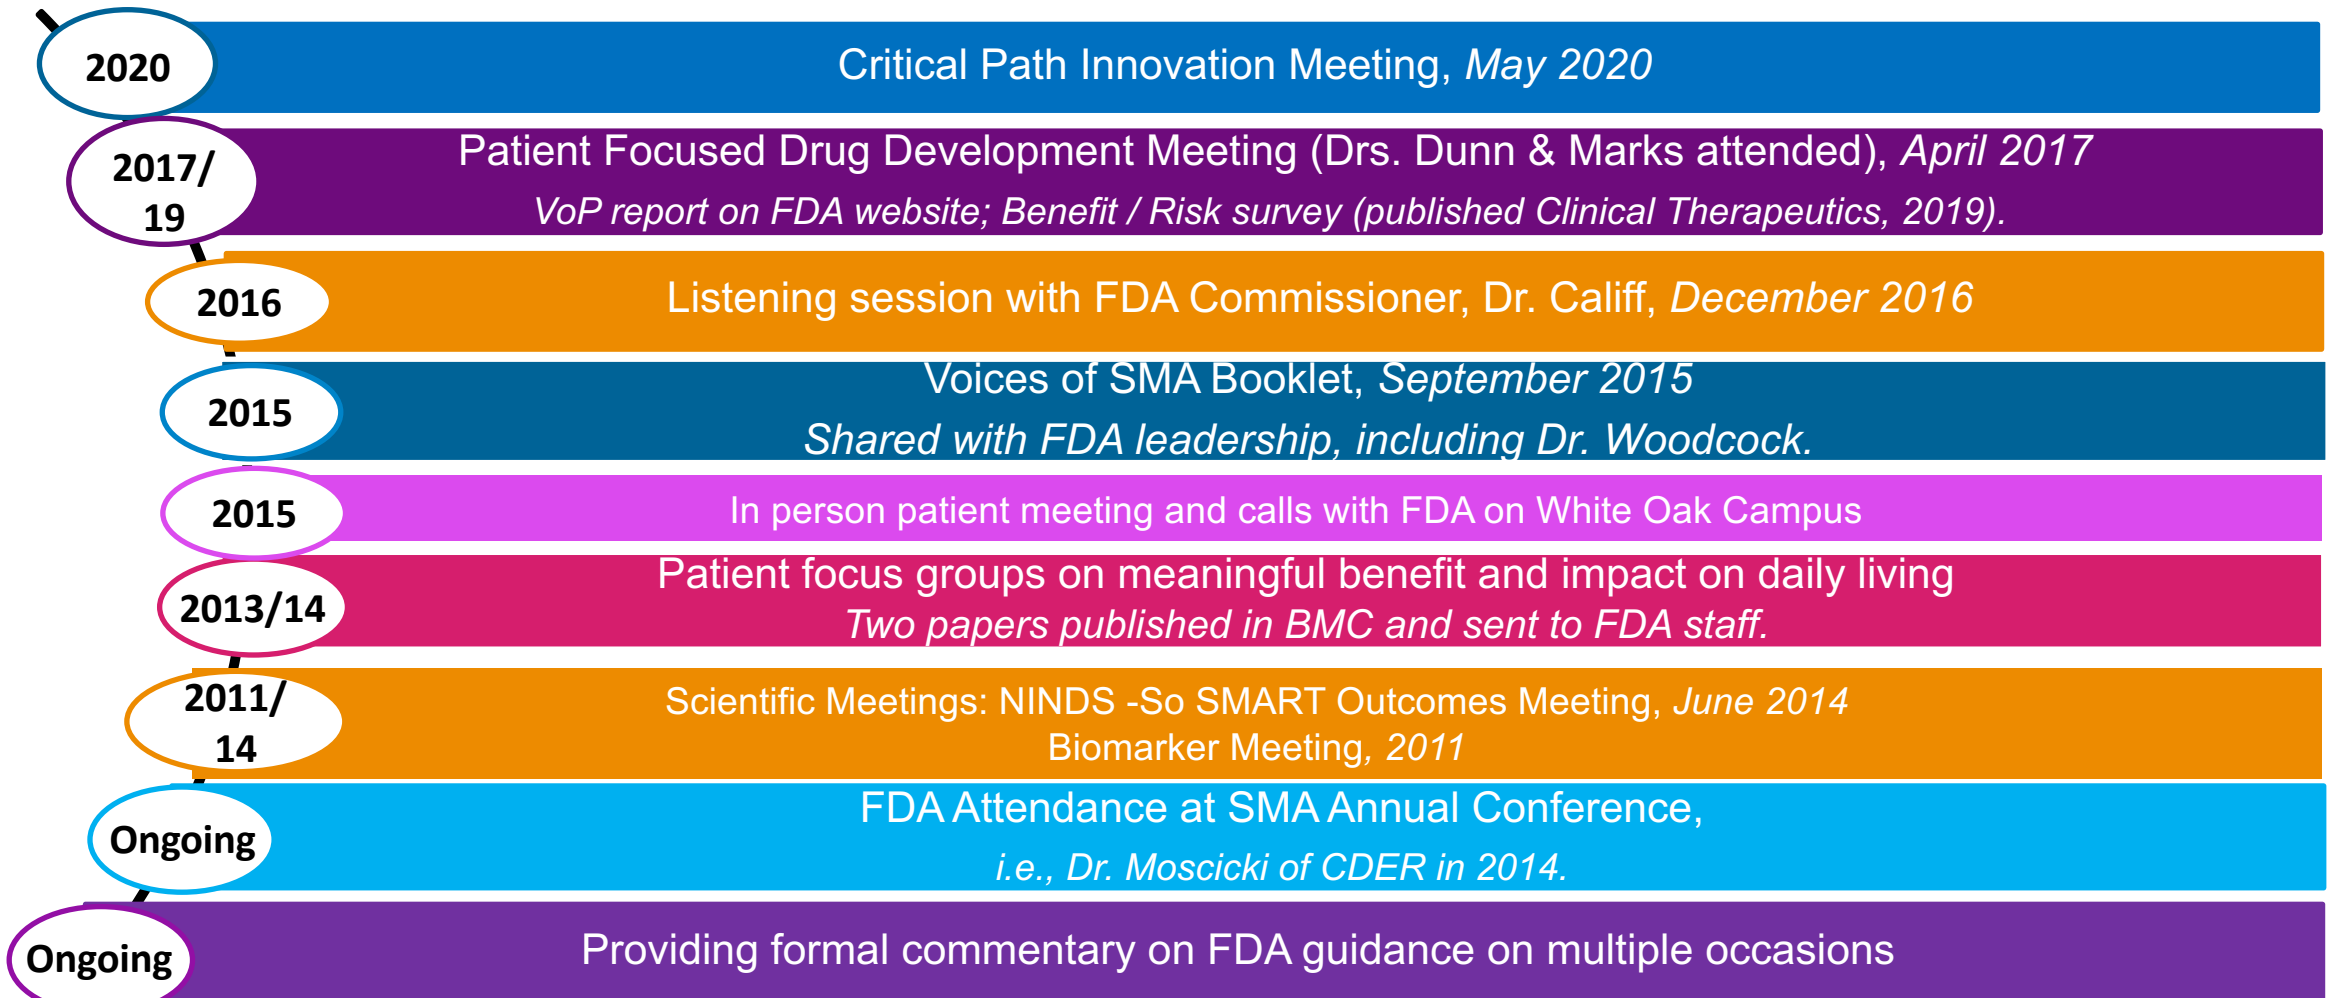 2020
Critical Path Innovation Meeting, May 2020
2017/
19
Patient Focused Drug Development Meeting (Drs. Dunn & Marks attended), April 2017
VoP report on FDA website; Benefit / Risk survey (published Clinical Therapeutics, 2019).
2016
Listening session with FDA Commissioner, Dr. Califf, December 2016
2015
Voices of SMA Booklet, September 2015
Shared with FDA leadership, including Dr. Woodcock.
2015
In person patient meeting and calls with FDA on White Oak Campus
2013/14
Patient focus groups on meaningful benefit and impact on daily living
Two papers published in BMC and sent to FDA staff.
2011/
14
Scientific Meetings: NINDS -So SMART Outcomes Meeting, June 2014
Biomarker Meeting, 2011
Ongoing
FDA Attendance at SMA Annual Conference,
i.e., Dr. Moscicki of CDER in 2014.
Ongoing
Providing formal commentary on FDA guidance on multiple occasions